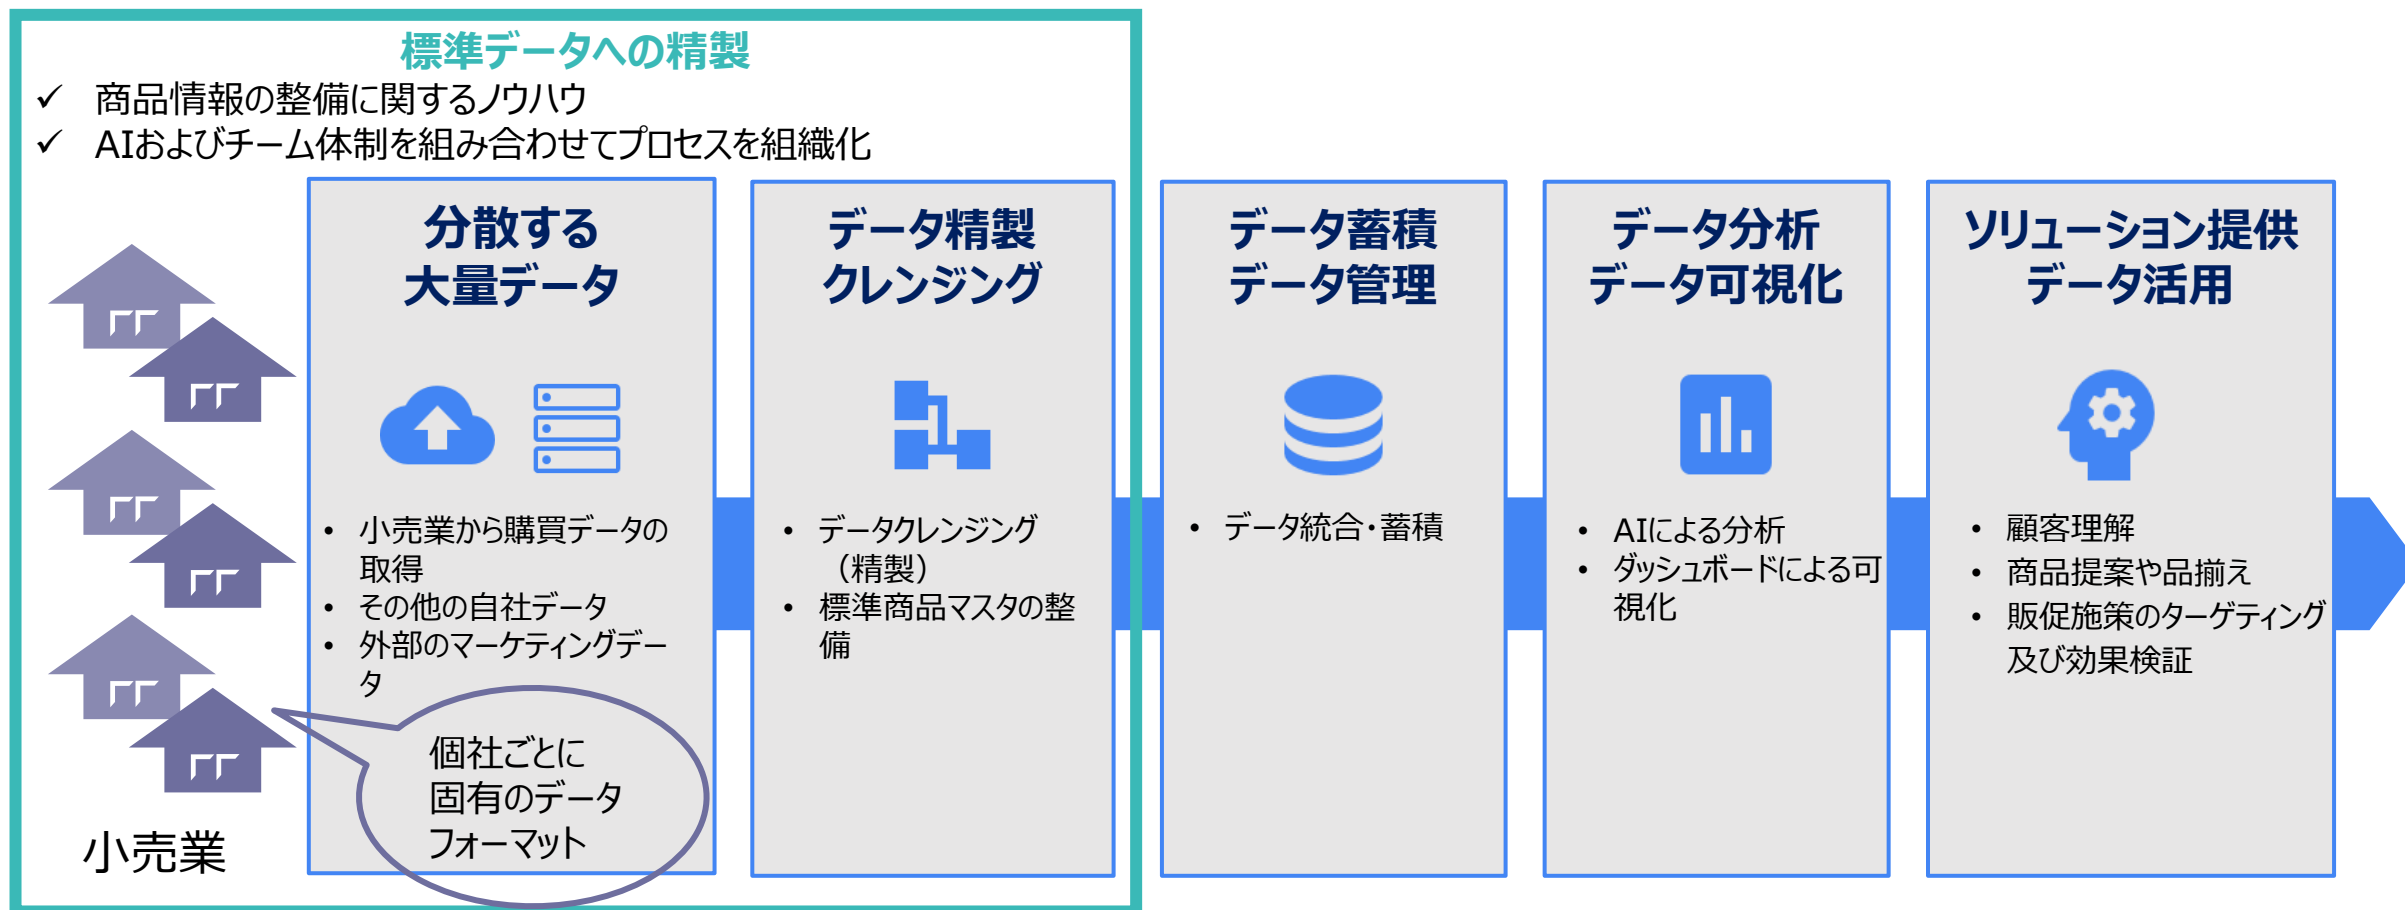 標準データへの精製
✓ 商品情報の整備に関するノウハウ
✓ AIおよびチーム体制を組み合わせてプロセスを組織化
分散する
大量データ
• 小売業から購買データの
取得
• その他の自社データ
• 外部のマーケティングデー
タ
個社ごとに
固有のデータ
フォーマット
小売業
データ精製
クレンジング
• データクレンジング
（精製）
• 標準商品マスタの整
備
データ蓄積
データ管理
• データ統合・蓄積
データ分析
データ可視化
• AIによる分析
• ダッシュボードによる可
視化
ソリューション提供
データ活用
• 顧客理解
• 商品提案や品揃え
• 販促施策のターゲティング
及び効果検証